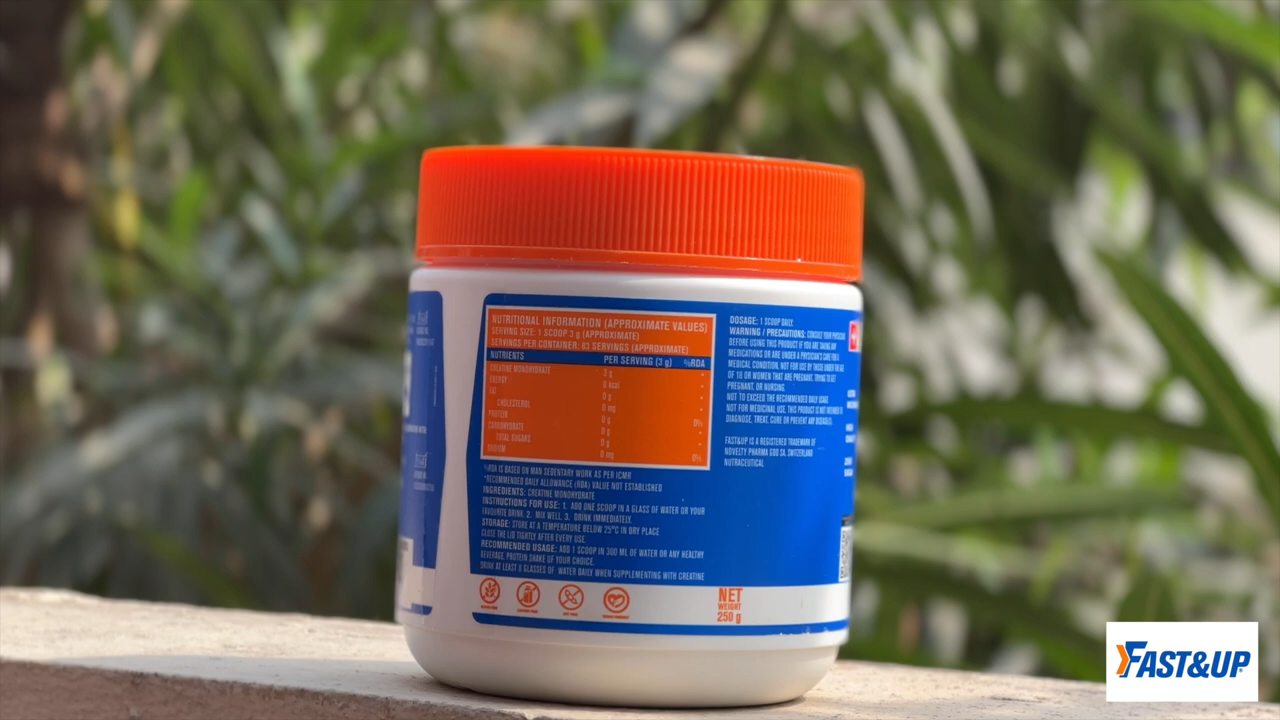 NUTRITIONAL INFORMATION (APPROXIMATE VALUES)
SERVING SIZE: 1 SCOOP 3 g (APPROXIMATE)
SERVINGS PER CONTAINER: 83 SERVINGS (APPROXIMATE)
NUTRIENTS PER SERVING (3 g) %RDA
CREATINE MONOHYDRATE 3 g -
ENERGY 0 kcal -
FAT 0 g -
CHOLESTEROL 0 mg -
PROTEIN 0 g 0%
CARBOHYDRATE 0 g -
TOTAL SUGARS 0 g -
SODIUM 0 mg 0%
%RDA IS BASED ON MAN SEDENTARY WORK AS PER ICMR
*RECOMMENDED DAILY ALLOWANCE (RDA) VALUE NOT ESTABLISHED
INGREDIENTS: CREATINE MONOHYDRATE
INSTRUCTIONS FOR USE: 1. ADD ONE SCOOP IN A GLASS OF WATER OR YOUR
FAVOURITE DRINK. 2. MIX WELL. 3. DRINK IMMEDIATELY.
STORAGE: STORE AT A TEMPERATURE BELOW 25°C IN DRY PLACE
CLOSE THE LID TIGHTLY AFTER EVERY USE.
RECOMMENDED USAGE: ADD 1 SCOOP IN 300 ML OF WATER OR ANY HEALTHY
BEVERAGE, PROTEIN SHAKE OF YOUR CHOICE.
DRINK AT LEAST 8 GLASSES OF WATER DAILY WHEN SUPPLEMENTING WITH CREATINE
DOSAGE: 1 SCOOP DAILY
WARNING / PRECAUTIONS: CONSULT YOUR PHYSICIAN
BEFORE USING THIS PRODUCT IF YOU ARE TAKING ANY
MEDICATIONS OR ARE UNDER A PHYSICIAN'S CARE FOR A
MEDICAL CONDITION. NOT FOR USE BY THOSE UNDER THE AGE
OF 18 OR WOMEN THAT ARE PREGNANT, TRYING TO GET
PREGNANT, OR NURSING.
NOT TO EXCEED THE RECOMMENDED DAILY USAGE
NOT FOR MEDICINAL USE. THIS PRODUCT IS NOT INTENDED TO
DIAGNOSE, TREAT, CURE OR PREVENT ANY DISEASES.
FAST&UP IS A REGISTERED TRADEMARK OF
NOVELTY PHARMA GOD SA, SWITZERLAND
NUTRACEUTICAL
NET
WEIGHT
250 g
FAST&UP